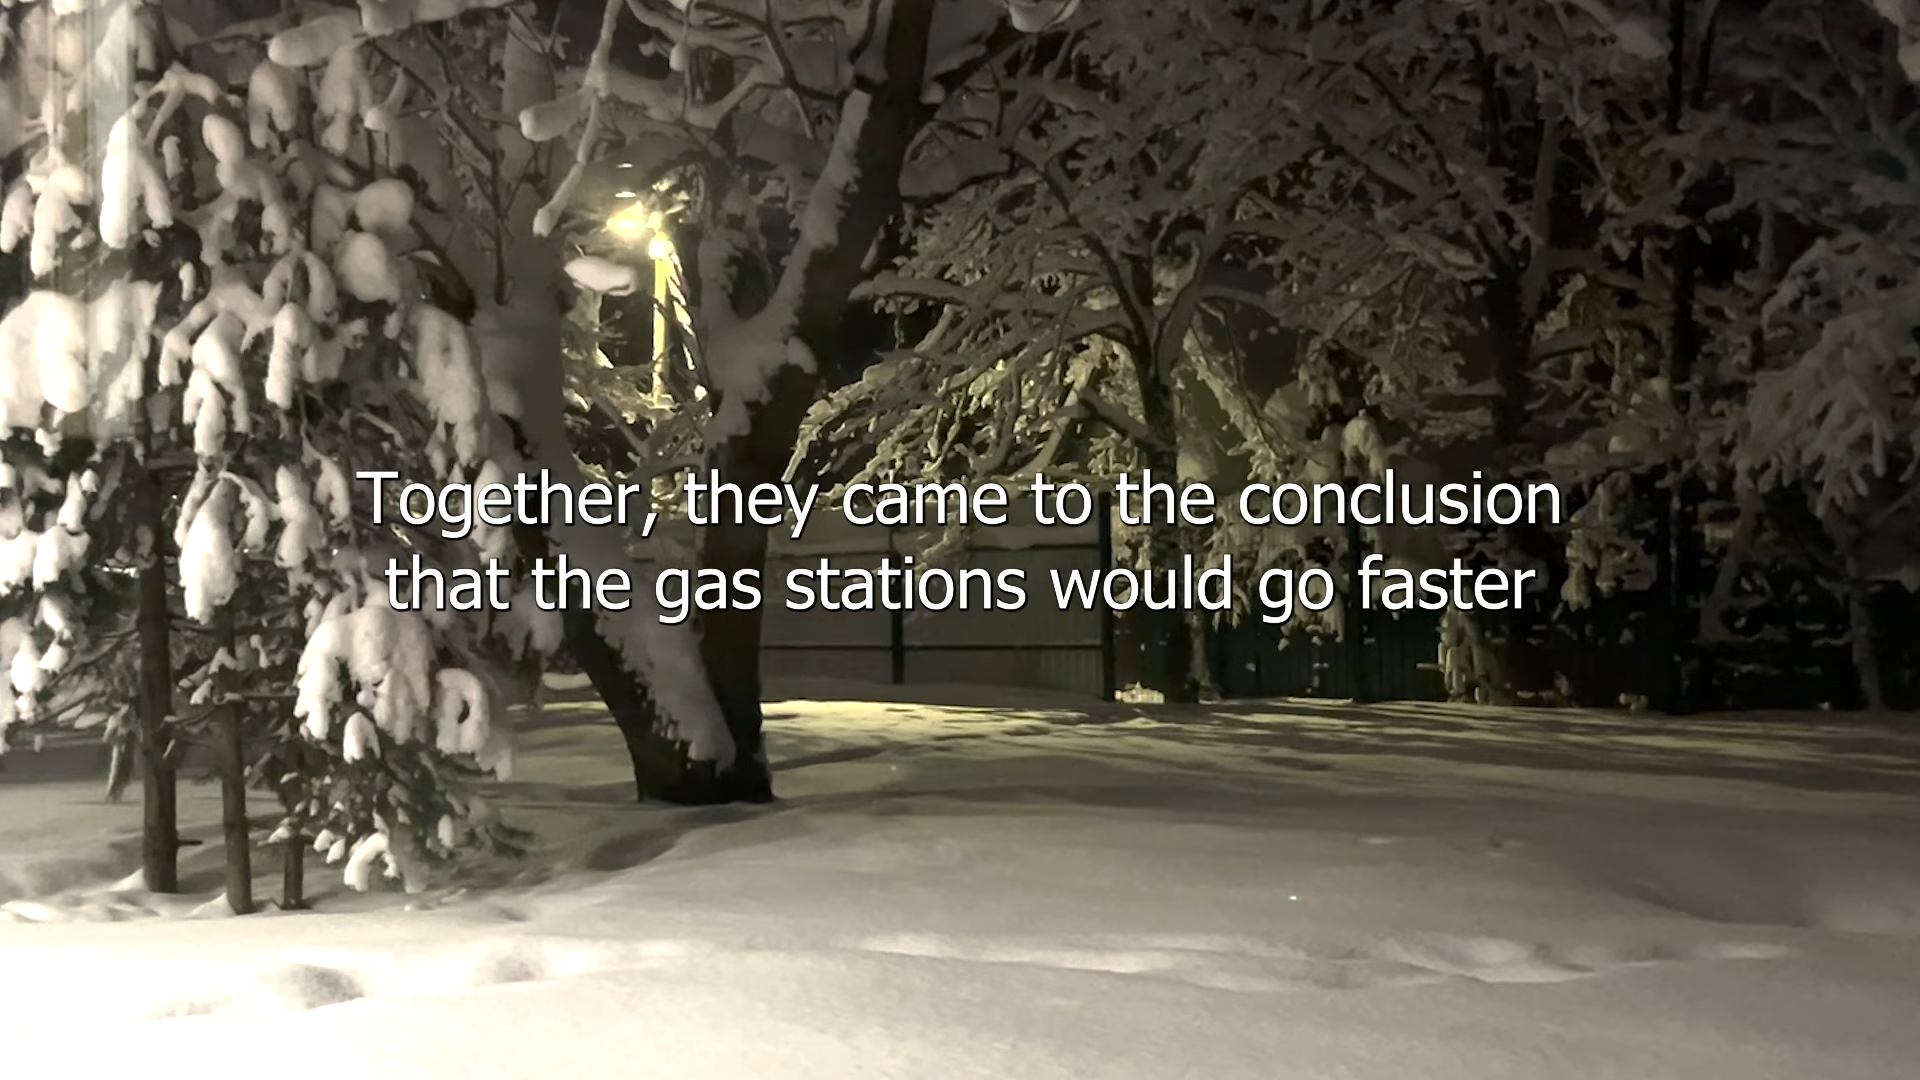 Together, they came to the conclusion
that the gas stations would go faster